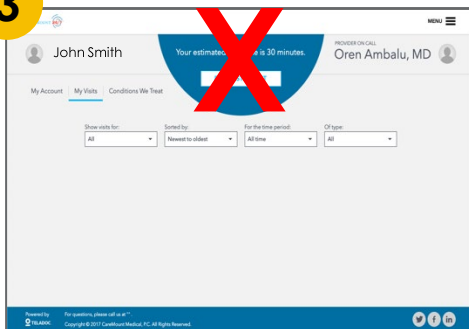 3
MENU
John Smith
Your estimated e is 30 minutes.
PROVIDER ON CALL
Oren Ambalu, MD
My Account My Visits Conditions We Treat
Show visits for: Sorted by: For the time period: Of type:
All Newest to oldest All time All
Powered by For questions, please call us at "" .
TELADOC Copyright © 2017 CareMount Medical, P.C. All Rights Reserved.